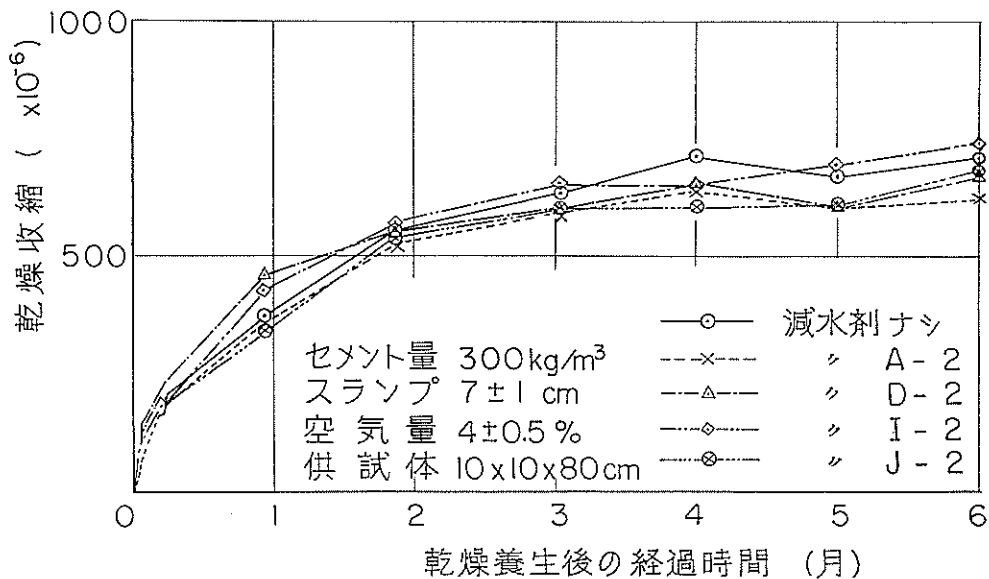 1000
500
乾燥収縮 ( x10⁻⁶)
減水剤ナシ
セメント量 300kg/m³
〃 A-2
スランプ 7±1cm
〃 D-2
空気量 4±0.5%
〃 I-2
供試体 10x10x80cm
〃 J-2
0 1 2 3 4 5 6
乾燥養生後の経過時間 (月)